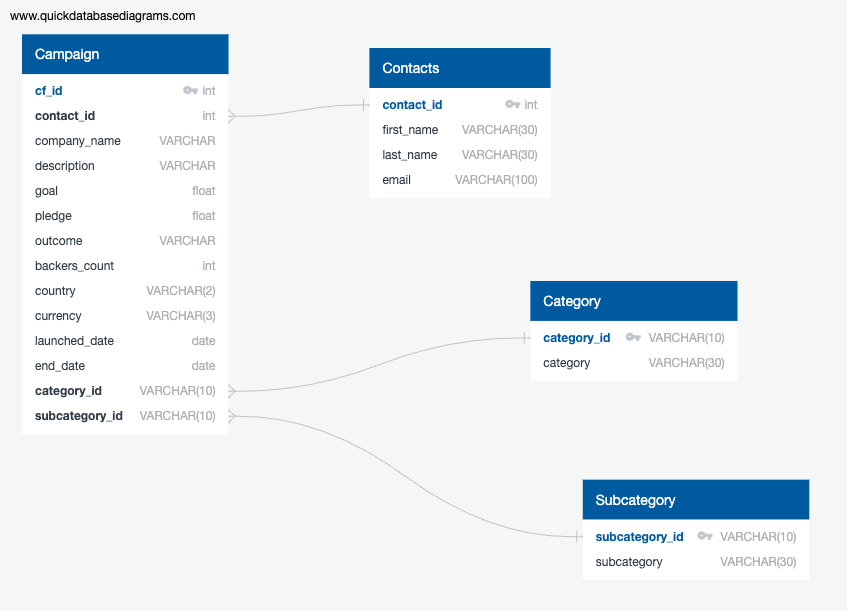 www.quickdatabasediagrams.com
Campaign
cf_id int
contact_id int
company_name VARCHAR
description VARCHAR
goal float
pledge float
outcome VARCHAR
backers_count int
country VARCHAR(2)
currency VARCHAR(3)
launched_date date
end_date date
category_id VARCHAR(10)
subcategory_id VARCHAR(10)
Contacts
contact_id int
first_name VARCHAR(30)
last_name VARCHAR(30)
email VARCHAR(100)
Category
category_id VARCHAR(10)
category VARCHAR(30)
Subcategory
subcategory_id VARCHAR(10)
subcategory VARCHAR(30)